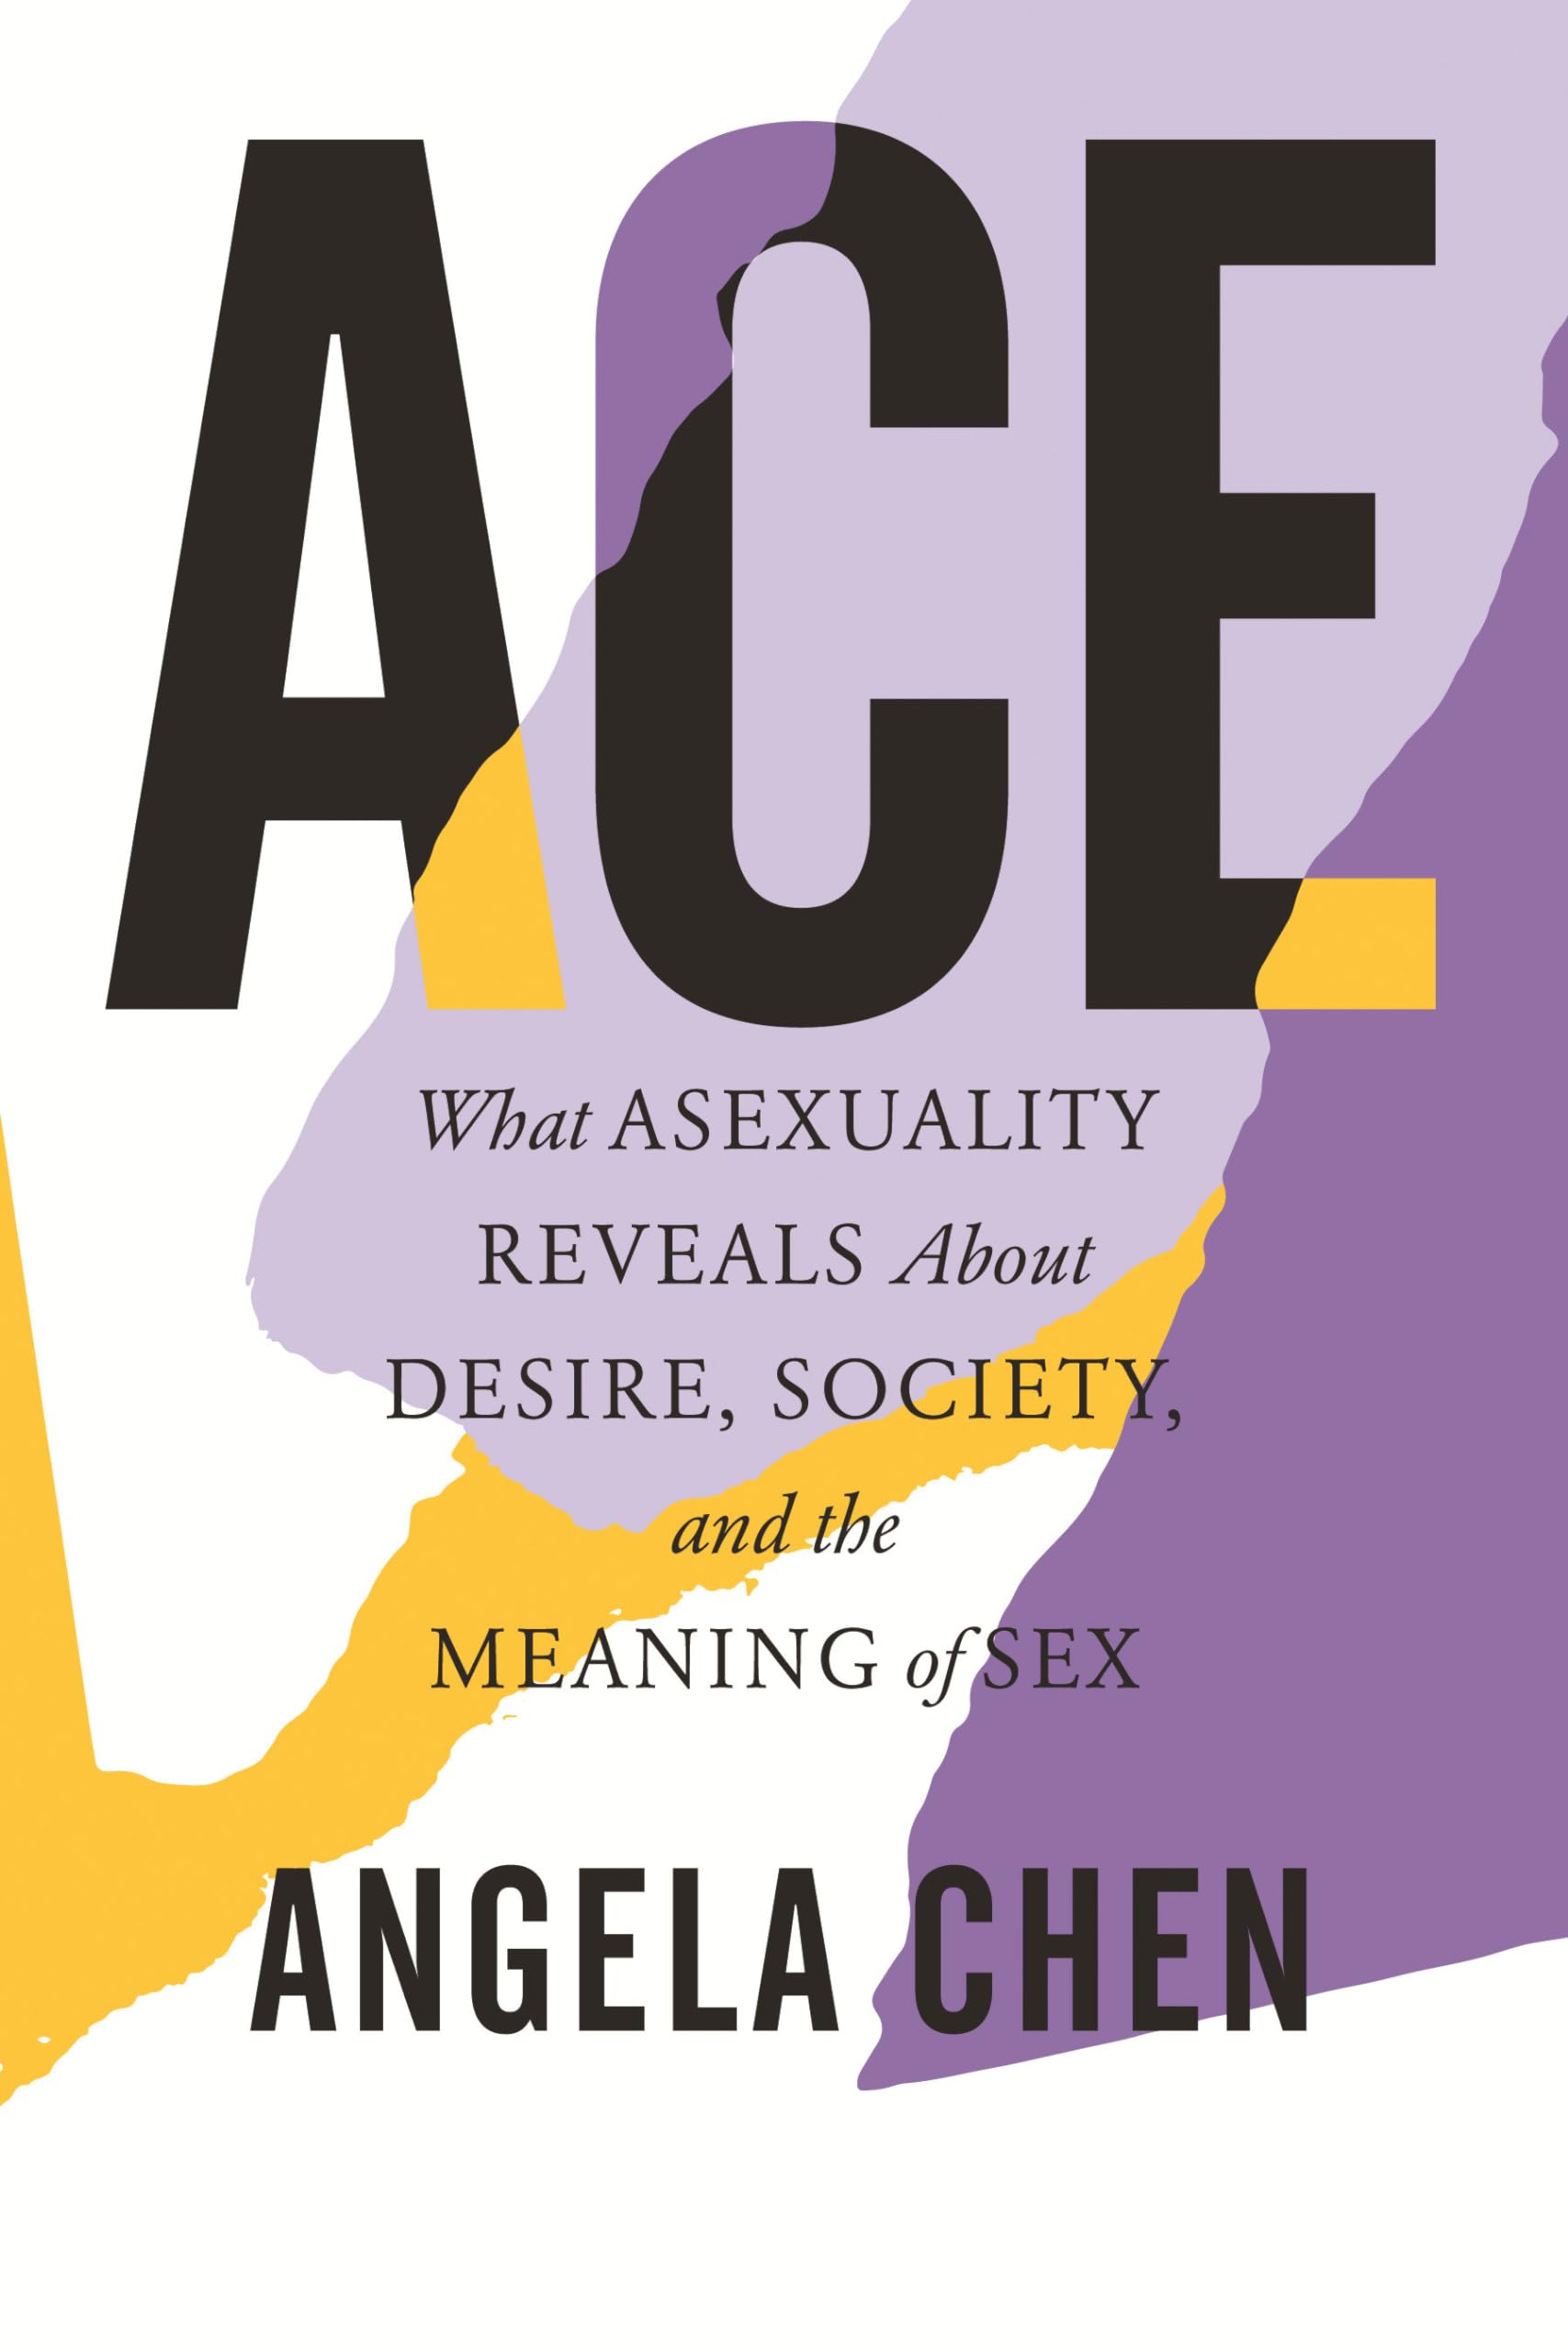 ACE
What ASEXUALITY
REVEALS About
DESIRE, SOCIETY,
and the
MEANING of SEX
ANGELA CHEN